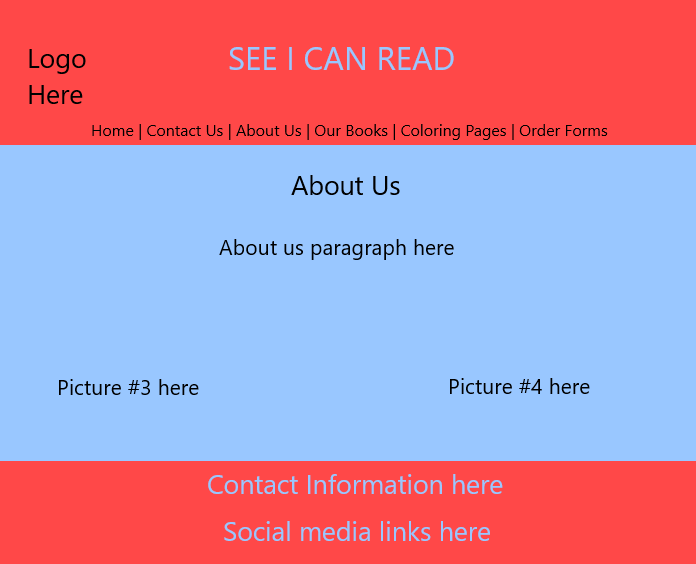 Logo
Here
SEE I CAN READ
Home | Contact Us | About Us | Our Books | Coloring Pages | Order Forms
About Us
About us paragraph here
Picture #3 here
Picture #4 here
Contact Information here
Social media links here